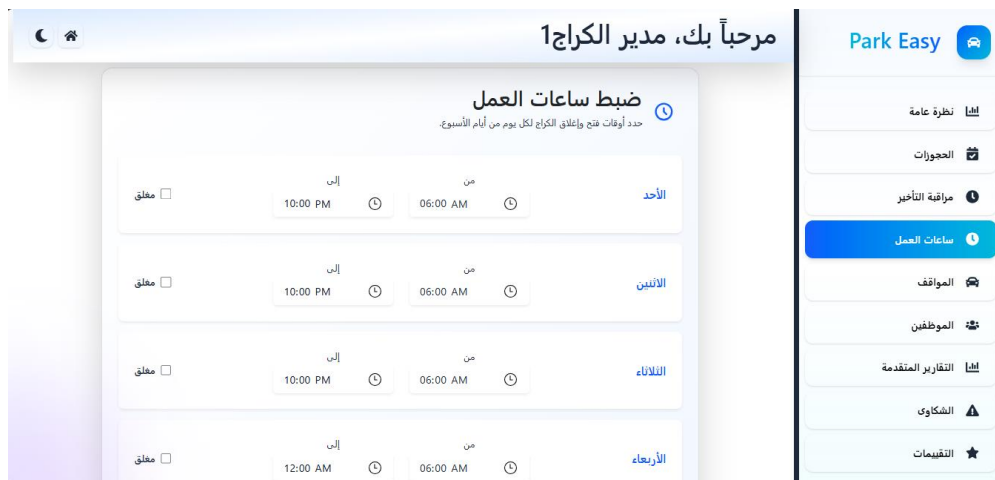 مرحباً بك، مدير الكراج1
Park Easy
نظرة عامة
الحجوزات
مراقبة التأخير
ساعات العمل
المواقف
الموظفين
التقارير المتقدمة
الشكاوى
التقييمات
ضبط ساعات العمل
حدد أوقات فتح وإغلاق الكراج لكل يوم من أيام الأسبوع.
الأحد
من
06:00 AM
إلى
10:00 PM
مغلق
الاثنين
من
06:00 AM
إلى
10:00 PM
مغلق
الثلاثاء
من
06:00 AM
إلى
10:00 PM
مغلق
الأربعاء
من
06:00 AM
إلى
12:00 AM
مغلق